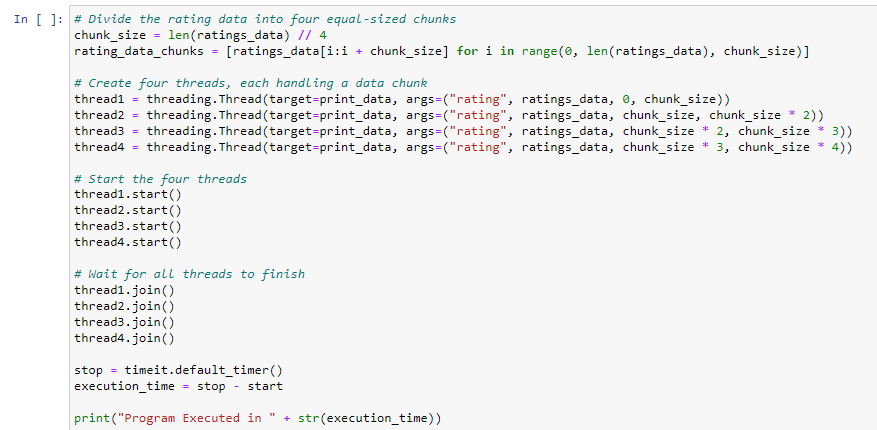 In [ ]: # Divide the rating data into four equal-sized chunks
chunk_size = len(ratings_data) // 4
rating_data_chunks = [ratings_data[i:i + chunk_size] for i in range(0, len(ratings_data), chunk_size)]

# Create four threads, each handling a data chunk
thread1 = threading.Thread(target=print_data, args=("rating", ratings_data, 0, chunk_size))
thread2 = threading.Thread(target=print_data, args=("rating", ratings_data, chunk_size, chunk_size * 2))
thread3 = threading.Thread(target=print_data, args=("rating", ratings_data, chunk_size * 2, chunk_size * 3))
thread4 = threading.Thread(target=print_data, args=("rating", ratings_data, chunk_size * 3, chunk_size * 4))

# Start the four threads
thread1.start()
thread2.start()
thread3.start()
thread4.start()

# Wait for all threads to finish
thread1.join()
thread2.join()
thread3.join()
thread4.join()

stop = timeit.default_timer()
execution_time = stop - start

print("Program Executed in " + str(execution_time))